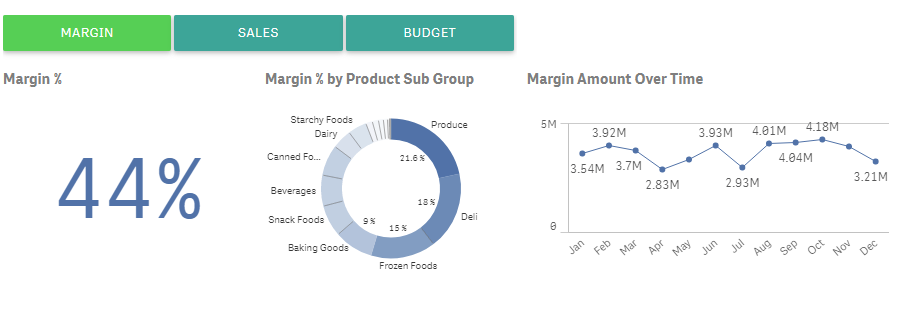 MARGIN
SALES
BUDGET
Margin %
Margin % by Product Sub Group
Margin Amount Over Time
44%
Starchy Foods
Dairy
Canned Fo...
Beverages
Snack Foods
Baking Goods
Frozen Foods
Deli
Produce
21.6%
18%
15%
9%
5M
0
3.54M
3.92M
3.7M
2.83M
3.93M
2.93M
4.01M
4.04M
4.18M
3.21M
Jan Feb Mar Apr May Jun Jul Aug Sep Oct Nov Dec